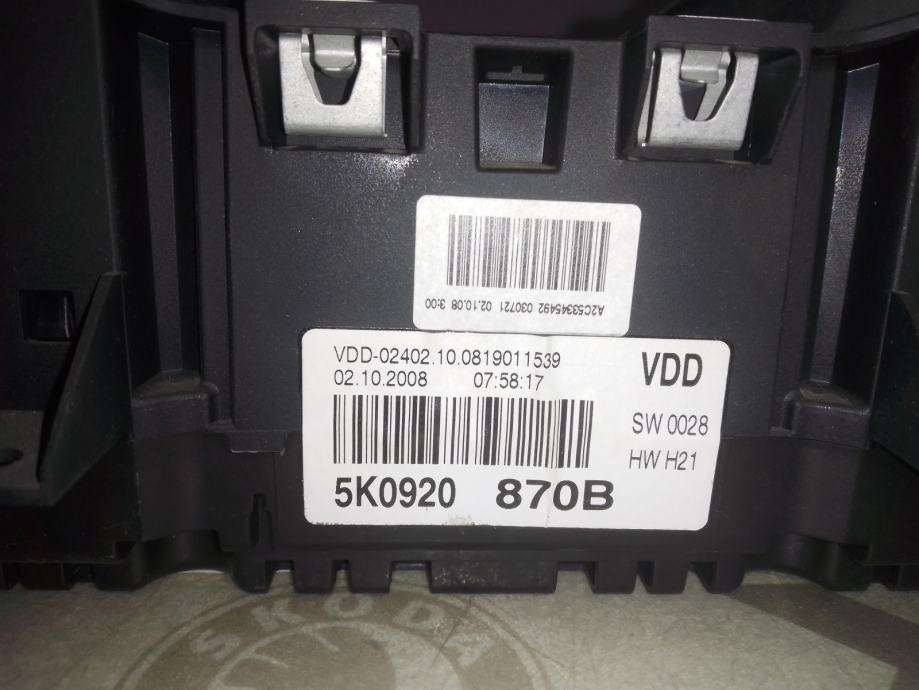 A2C53345492 030721 02.10.08 3:00
VDD-02402.10.0819011539
02.10.2008 07:58:17
VDD
SW 0028
HW H21
5K0920 870B
SKODA